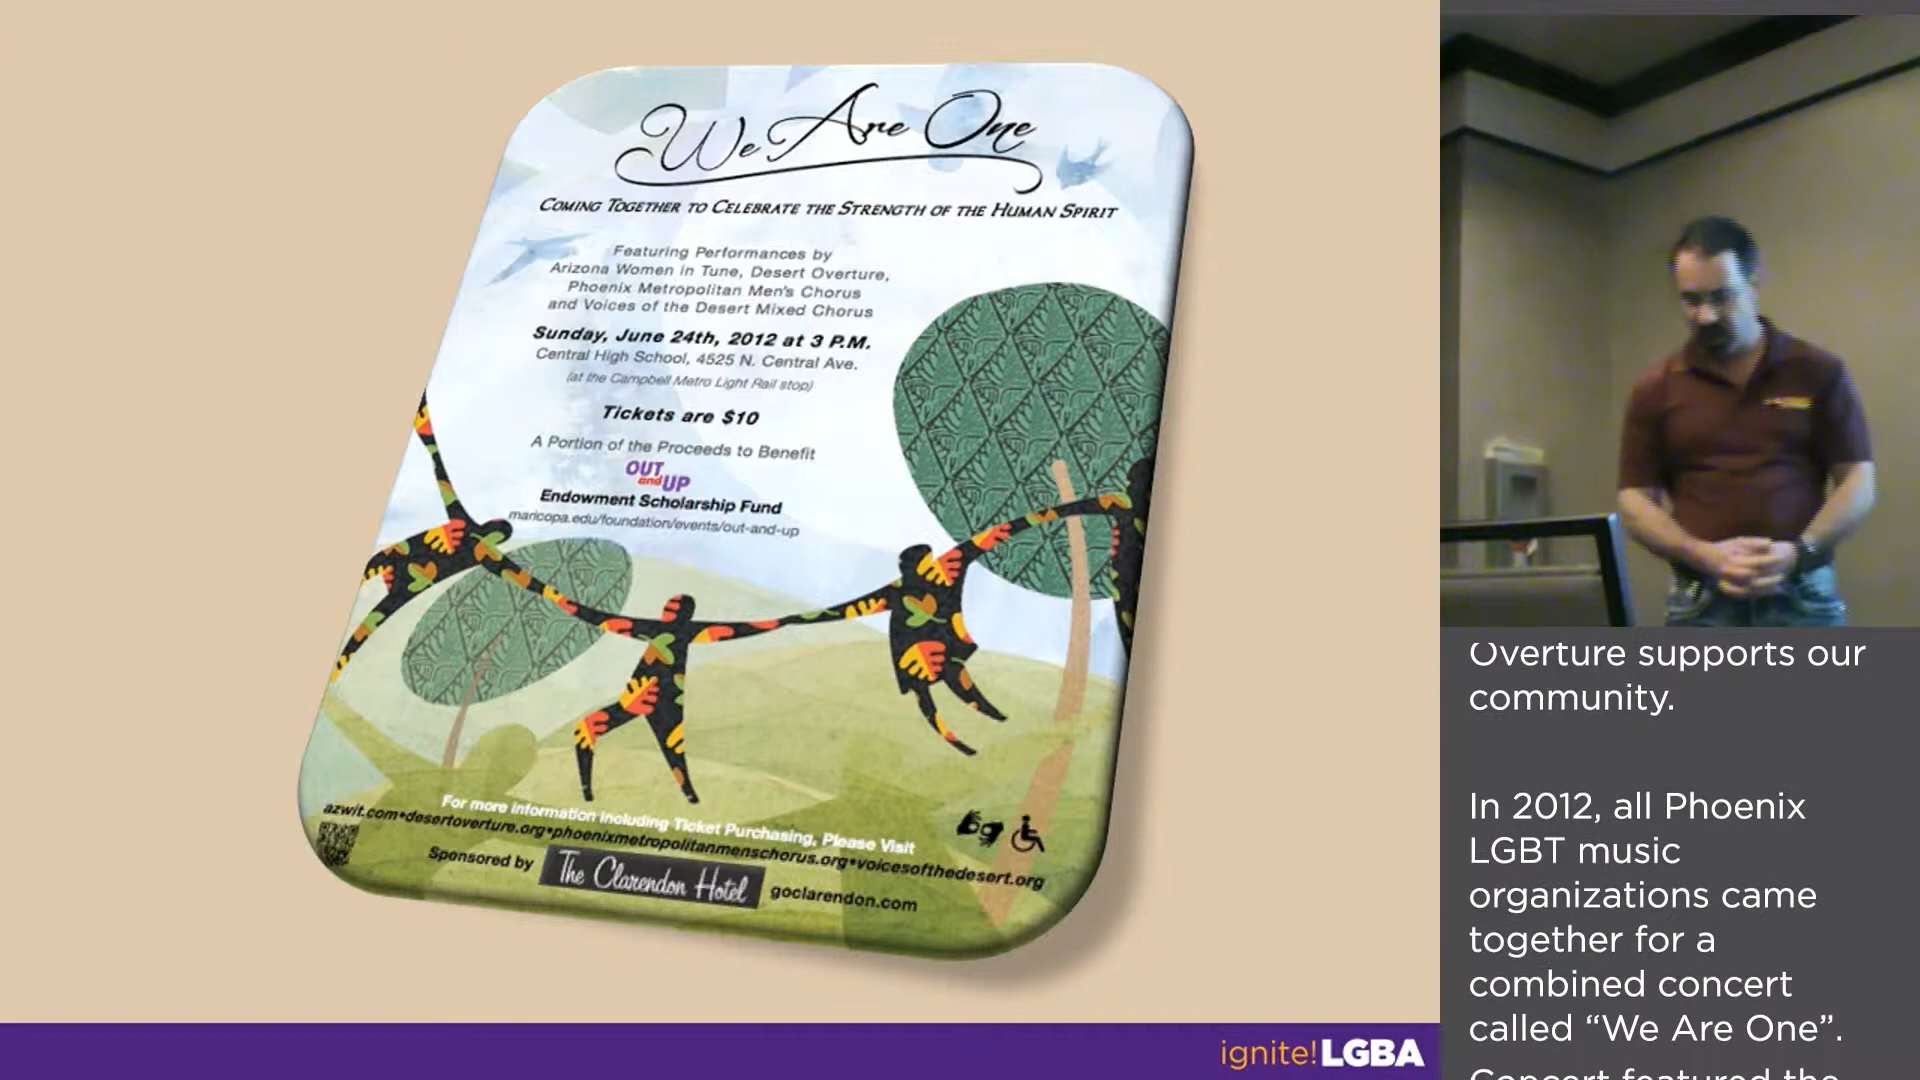 We Are One
Coming Together to Celebrate the Strength of the Human Spirit
Featuring Performances by
Arizona Women in Tune, Desert Overture,
Phoenix Metropolitan Men's Chorus
and Voices of the Desert Mixed Chorus
Sunday, June 24th, 2012 at 3 P.M.
Central High School, 4525 N. Central Ave.
(at the Campbell Metro Light Rail stop)
Tickets are $10
A Portion of the Proceeds to Benefit
OUT
and UP
Endowment Scholarship Fund
maricopa.edu/foundation/events/out-and-up
For more information including Ticket Purchasing, Please Visit
azwit.com•desertoverture.org•phoenixmetropolitanmenschorus.org•voicesofthedesert.org
Sponsored by The Clarendon Hotel goclarendon.com
ignite!LGBA
Overture supports our
community.
In 2012, all Phoenix
LGBT music
organizations came
together for a
combined concert
called “We Are One”.
Concert featured the